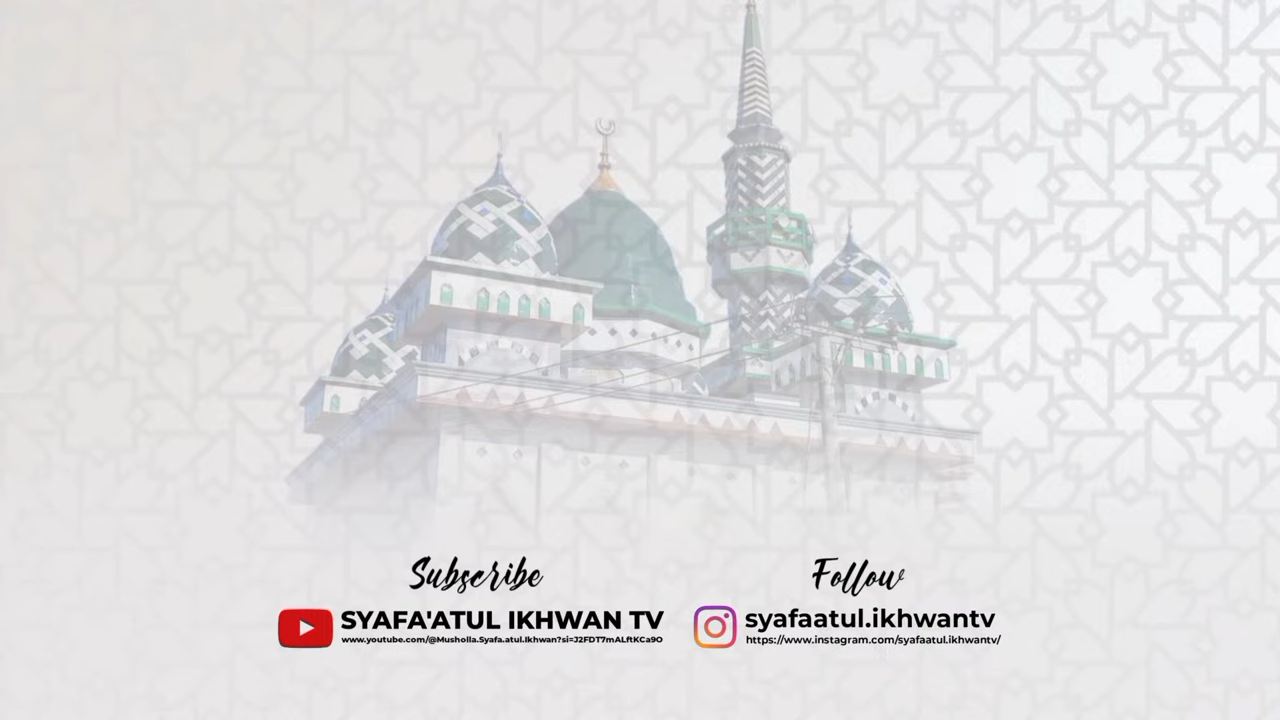 Subscribe
SYAFA'ATUL IKHWAN TV
www.youtube.com/@Musholla.Syafa.atul.Ikhwan?si=J2FDT7mALftKCa9O
Follow
syafaatul.ikhwantv
https://www.instagram.com/syafaatul.ikhwantv/